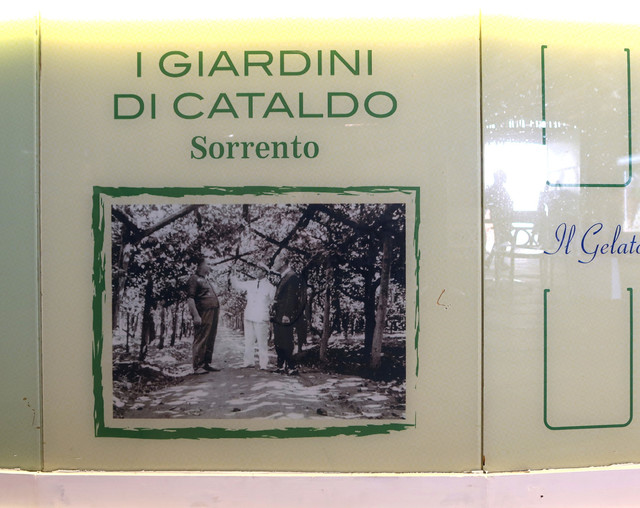 I GIARDINI
DI CATALDO
Sorrento
Il Gelato